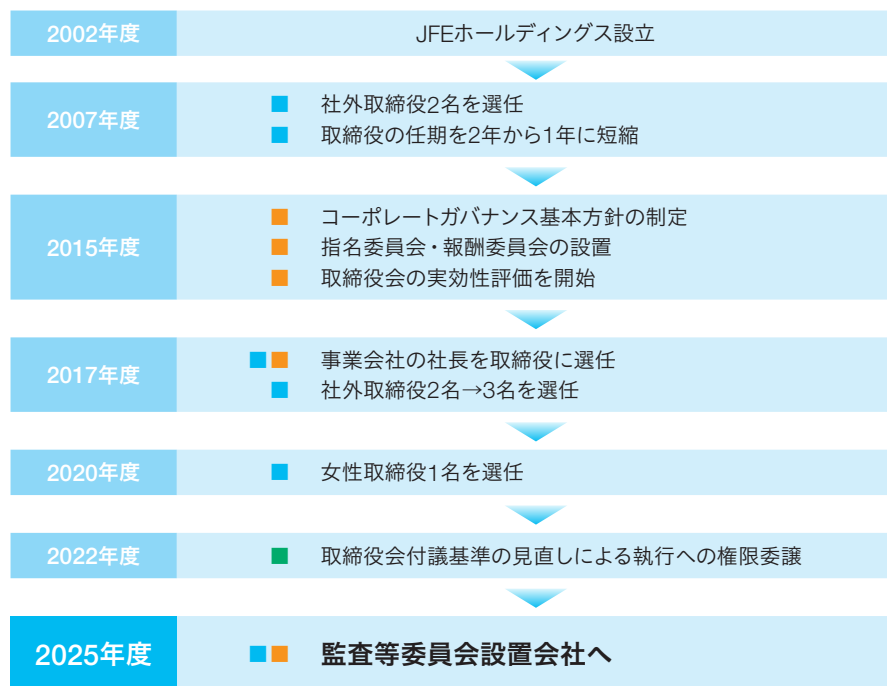 2002年度
JFEホールディングス設立
2007年度
社外取締役2名を選任
取締役の任期を2年から1年に短縮
2015年度
コーポレートガバナンス基本方針の制定
指名委員会・報酬委員会の設置
取締役会の実効性評価を開始
2017年度
事業会社の社長を取締役に選任
社外取締役2名→3名を選任
2020年度
女性取締役1名を選任
2022年度
取締役会付議基準の見直しによる執行への権限委譲
2025年度
監査等委員会設置会社へ